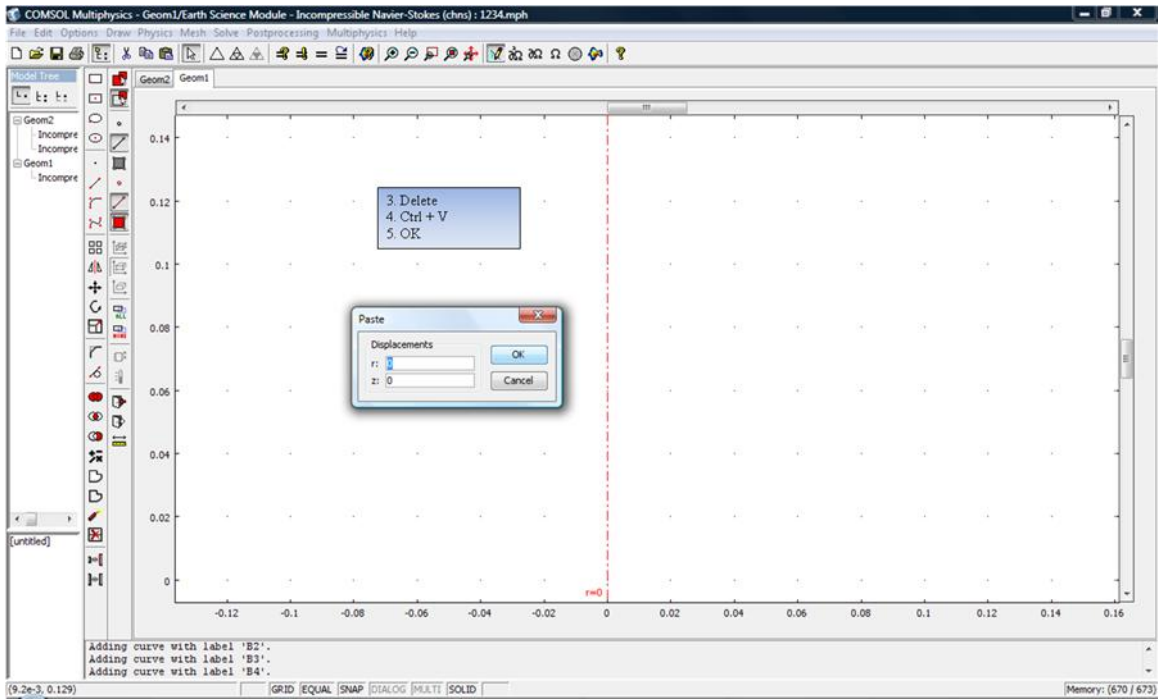 COMSOL Multiphysics - Geom1/Earth Science Module - Incompressible Navier-Stokes (chns) : 1234.mph
File Edit Options Draw Physics Mesh Solve Postprocessing Multiphysics Help
Model Tree
Geom2 Geom1
Geom2
Incompre
Incompre
Geom1
Incompre
0.14
0.12
0.1
0.08
0.06
0.04
0.02
0
3. Delete
4. Ctrl + V
5. OK
Paste
Displacements
r: 0
OK
z: 0
Cancel
r=0
-0.12 -0.1 -0.08 -0.06 -0.04 -0.02 0 0.02 0.04 0.06 0.08 0.1 0.12 0.14 0.16
[untitled]
Adding curve with label 'B2'.
Adding curve with label 'B3'.
Adding curve with label 'B4'.
(9.2e-3, 0.129) GRID EQUAL SNAP DIALOG MULTI SOLID Memory: (670 / 673)